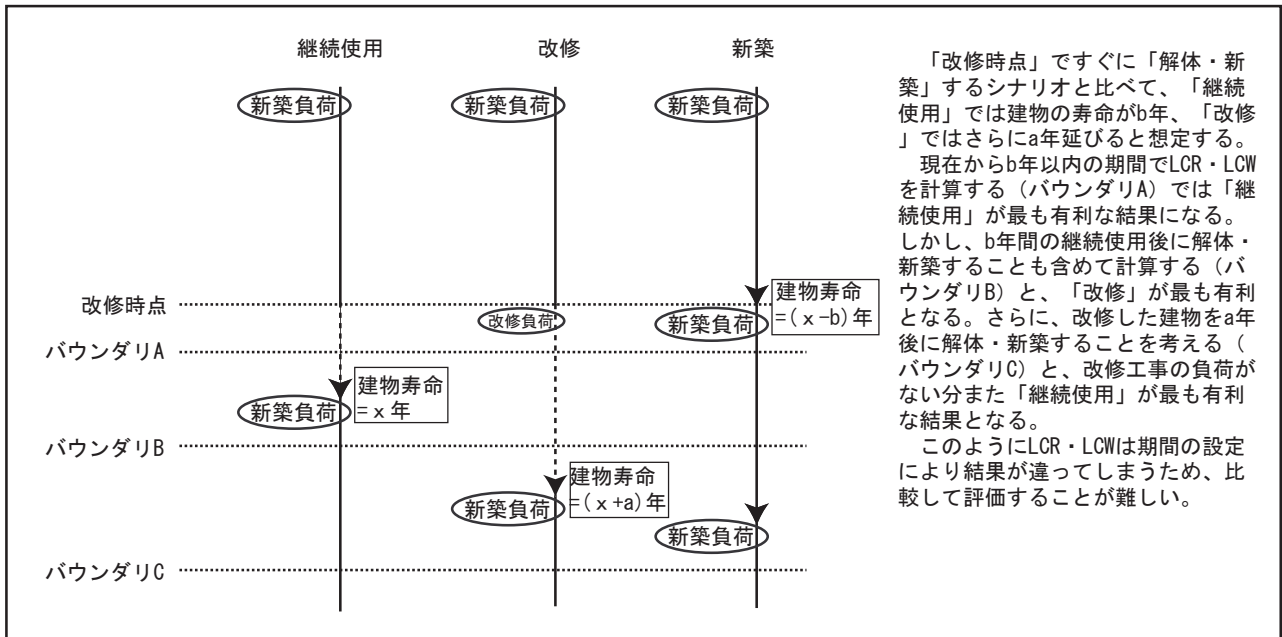 継続使用
改修
新築
新築負荷
新築負荷
新築負荷
改修時点
建物寿命
=(x-b)年
改修負荷
新築負荷
バウンダリA
建物寿命
=x年
新築負荷
バウンダリB
建物寿命
=(x+a)年
新築負荷
新築負荷
バウンダリC
「改修時点」ですぐに「解体・新
築」するシナリオと比べて、「継続
使用」では建物の寿命がb年、「改修
」ではさらにa年延びると想定する。
現在からb年以内の期間でLCR・LCW
を計算する（バウンダリA）では「継
続使用」が最も有利な結果になる。
しかし、b年間の継続使用後に解体・
新築することも含めて計算する（バ
ウンダリB）と、「改修」が最も有利
となる。さらに、改修した建物をa年
後に解体・新築することを考える（
バウンダリC）と、改修工事の負荷が
ない分また「継続使用」が最も有利
な結果となる。
このようにLCR・LCWは期間の設定
により結果が違ってしまうため、比
較して評価することが難しい。